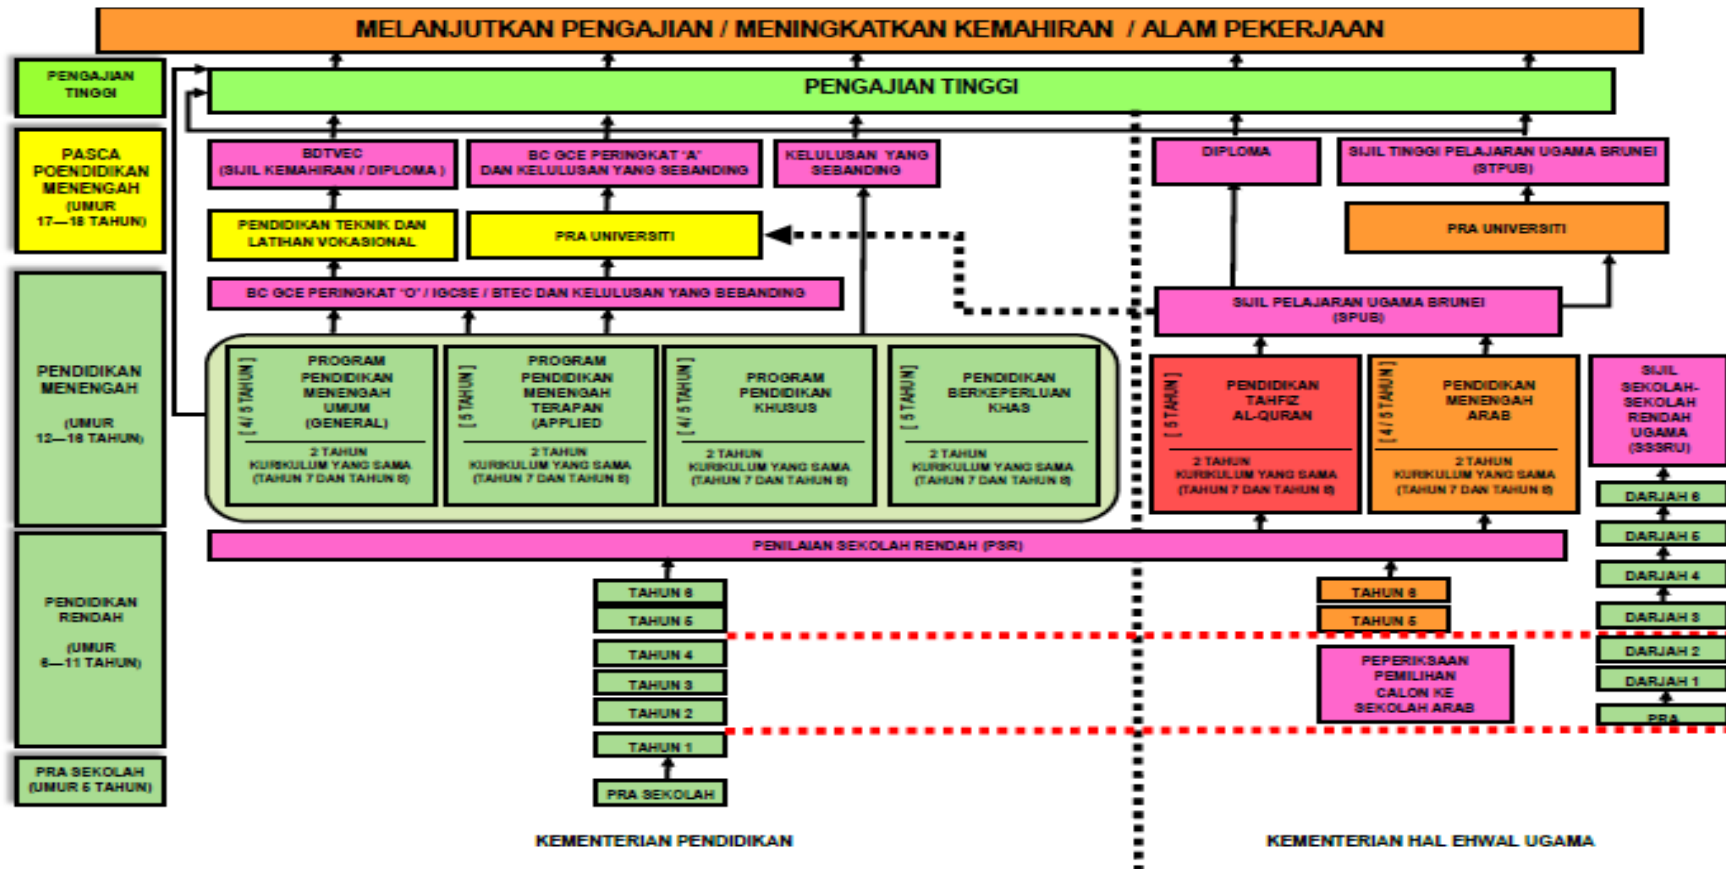 MELANJUTKAN PENGAJIAN / MENINGKATKAN KEMAHIRAN / ALAM PEKERJAAN
PENGAJIAN
TINGGI
PENGAJIAN TINGGI
PASCA
POENDIDIKAN
MENENGAH
(UMUR
17—18 TAHUN)
BDTVEC
(SIJIL KEMAHIRAN / DIPLOMA )
BC GCE PERINGKAT "A"
DAN KELULUSAN YANG SEBANDING
KELULUSAN YANG
SEBANDING
DIPLOMA
SIJIL TINGGI PELAJARAN UGAMA BRUNEI
(STPUB)
PENDIDIKAN TEKNIK DAN
LATIHAN VOKASIONAL
PRA UNIVERSITI
PRA UNIVERSITI
BC GCE PERINGKAT "O" / IGCSE / BTEC DAN KELULUSAN YANG BEBANDING
SIJIL PELAJARAN UGAMA BRUNEI
(SPUB)
PENDIDIKAN
MENENGAH
(UMUR
12—16 TAHUN)
[ 4/ 5 TAHUN ]
PROGRAM
PENDIDIKAN
MENENGAH
UMUM
(GENERAL)
2 TAHUN
KURIKULUM YANG SAMA
(TAHUN 7 DAN TAHUN 8)
[ 5 TAHUN ]
PROGRAM
PENDIDIKAN
MENENGAH
TERAPAN
(APPLIED
2 TAHUN
KURIKULUM YANG SAMA
(TAHUN 7 DAN TAHUN 8)
[ 4/ 5 TAHUN ]
PROGRAM
PENDIDIKAN
KHUSUS
2 TAHUN
KURIKULUM YANG SAMA
(TAHUN 7 DAN TAHUN 8)
[ 5 TAHUN ]
PENDIDIKAN
BERKEPERLUAN
KHAS
2 TAHUN
KURIKULUM YANG SAMA
(TAHUN 7 DAN TAHUN 8)
[ 5 TAHUN ]
PENDIDIKAN
TAHFIZ
AL-QURAN
2 TAHUN
KURIKULUM YANG SAMA
(TAHUN 7 DAN TAHUN 8)
[ 4/ 5 TAHUN ]
PENDIDIKAN
MENENGAH
ARAB
2 TAHUN
KURIKULUM YANG SAMA
(TAHUN 7 DAN TAHUN 8)
SIJIL
SEKOLAH-
SEKOLAH
RENDAH
UGAMA
(SSSRU)
DARJAH 6
DARJAH 5
DARJAH 4
DARJAH 3
DARJAH 2
DARJAH 1
PRA
PENILAIAN SEKOLAH RENDAH (PSR)
PENDIDIKAN
RENDAH
(UMUR
6—11 TAHUN)
TAHUN 6
TAHUN 5
TAHUN 4
TAHUN 3
TAHUN 2
TAHUN 1
PRA SEKOLAH
TAHUN 6
TAHUN 5
PEPERIKSAAN
PEMILIHAN
CALON KE
SEKOLAH ARAB
PRA SEKOLAH
(UMUR 5 TAHUN)
KEMENTERIAN PENDIDIKAN
KEMENTERIAN HAL EHWAL UGAMA